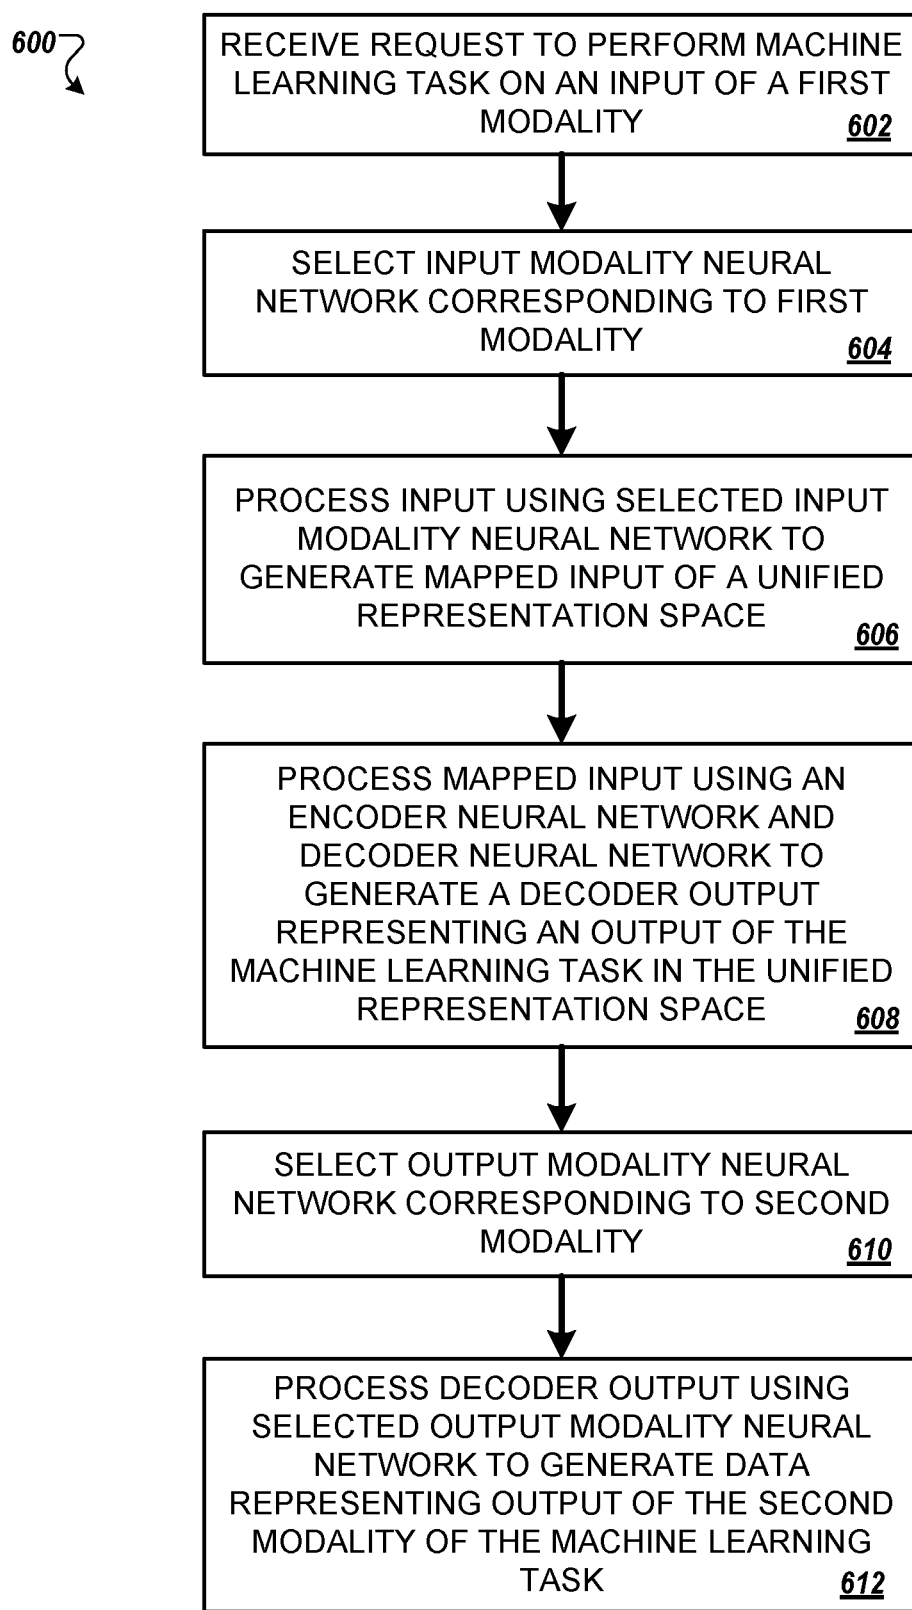 600
RECEIVE REQUEST TO PERFORM MACHINE
LEARNING TASK ON AN INPUT OF A FIRST
MODALITY
602
SELECT INPUT MODALITY NEURAL
NETWORK CORRESPONDING TO FIRST
MODALITY
604
PROCESS INPUT USING SELECTED INPUT
MODALITY NEURAL NETWORK TO
GENERATE MAPPED INPUT OF A UNIFIED
REPRESENTATION SPACE
606
PROCESS MAPPED INPUT USING AN
ENCODER NEURAL NETWORK AND
DECODER NEURAL NETWORK TO
GENERATE A DECODER OUTPUT
REPRESENTING AN OUTPUT OF THE
MACHINE LEARNING TASK IN THE UNIFIED
REPRESENTATION SPACE
608
SELECT OUTPUT MODALITY NEURAL
NETWORK CORRESPONDING TO SECOND
MODALITY
610
PROCESS DECODER OUTPUT USING
SELECTED OUTPUT MODALITY NEURAL
NETWORK TO GENERATE DATA
REPRESENTING OUTPUT OF THE SECOND
MODALITY OF THE MACHINE LEARNING
TASK
612